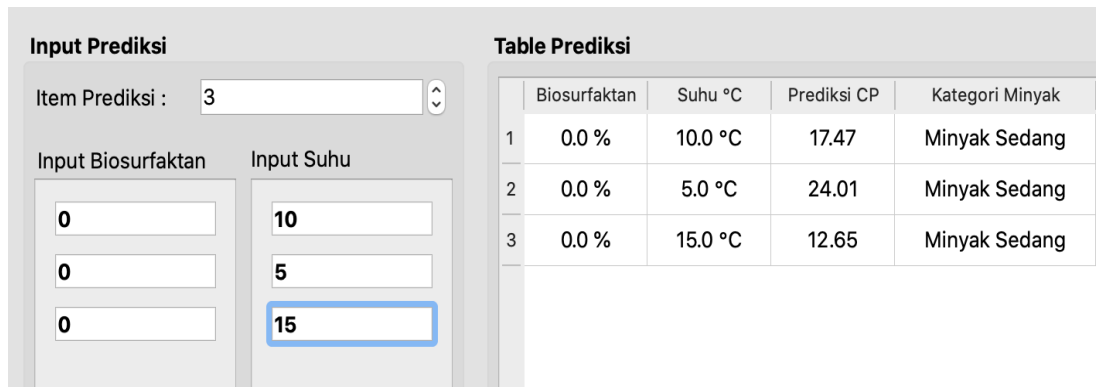 Input Prediksi
Item Prediksi : 3
Input Biosurfaktan Input Suhu
0 10
0 5
0 15
Table Prediksi
Biosurfaktan Suhu °C Prediksi CP Kategori Minyak
1 0.0 % 10.0 °C 17.47 Minyak Sedang
2 0.0 % 5.0 °C 24.01 Minyak Sedang
3 0.0 % 15.0 °C 12.65 Minyak Sedang